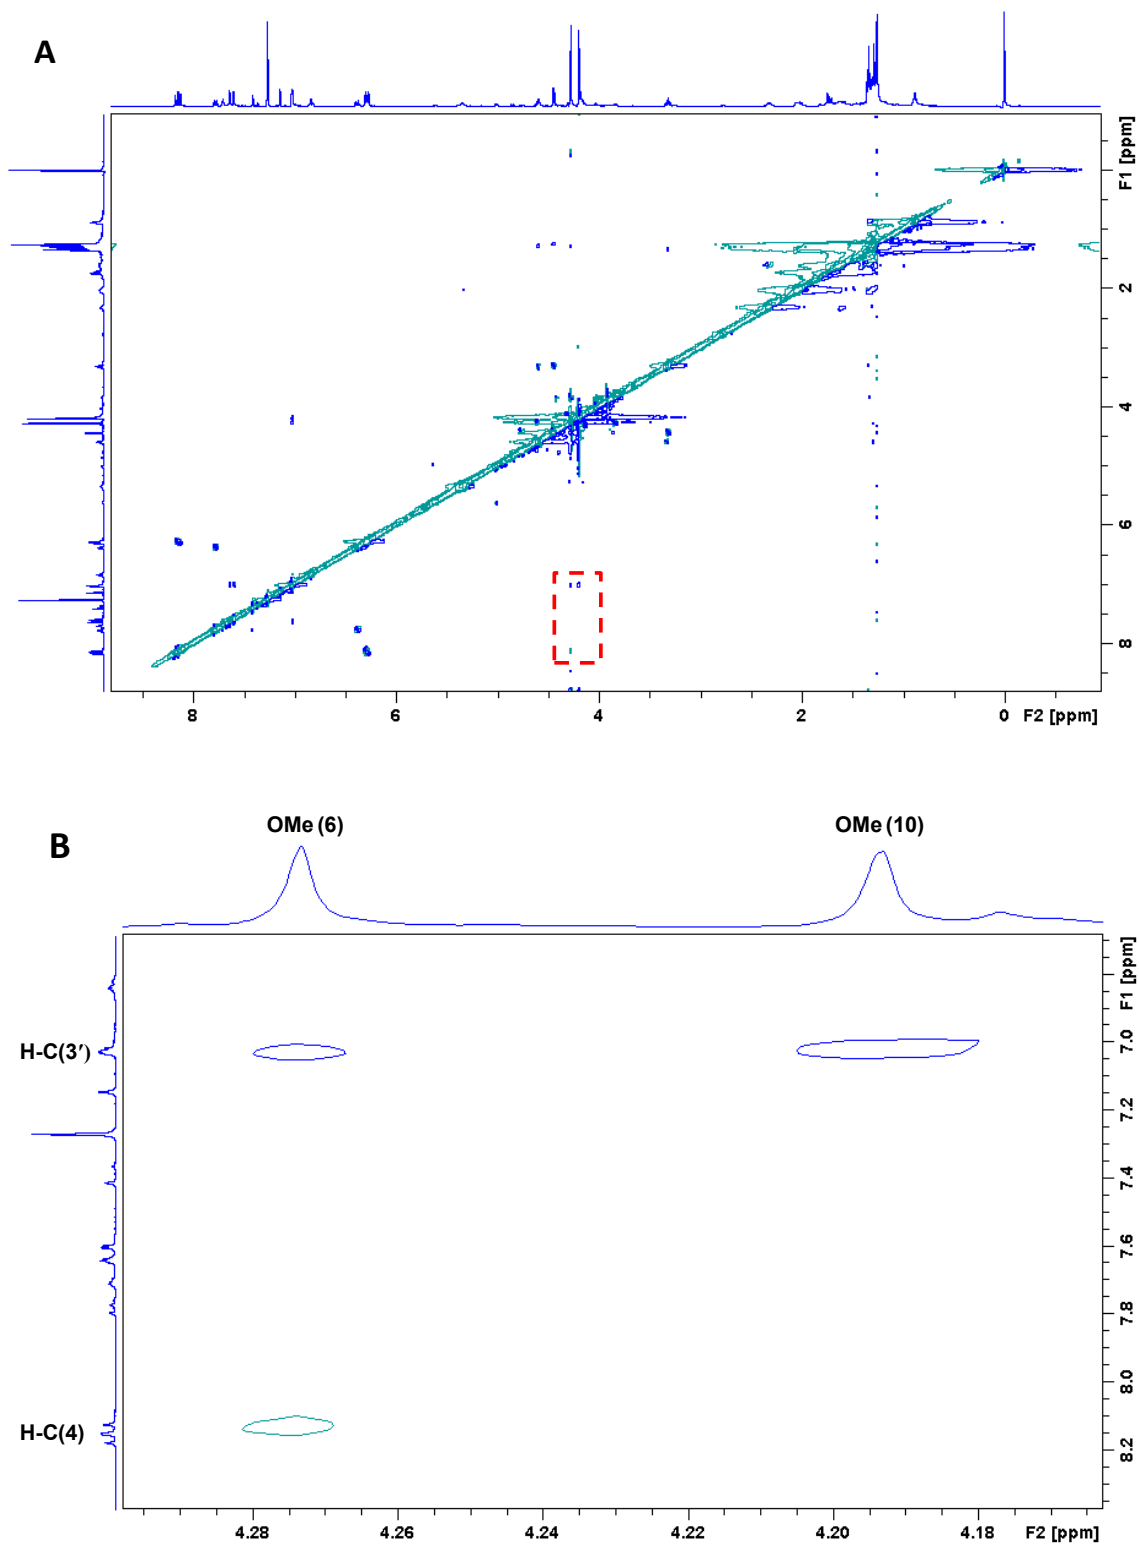 A
F1 [ppm]
2
4
6
8
8 6 4 2 0 F2 [ppm]
B
OMe (6) OMe (10)
F1 [ppm]
H-C(3′)
7.0
7.2
7.4
7.6
7.8
8.0
H-C(4)
8.2
4.28 4.26 4.24 4.22 4.20 4.18 F2 [ppm]